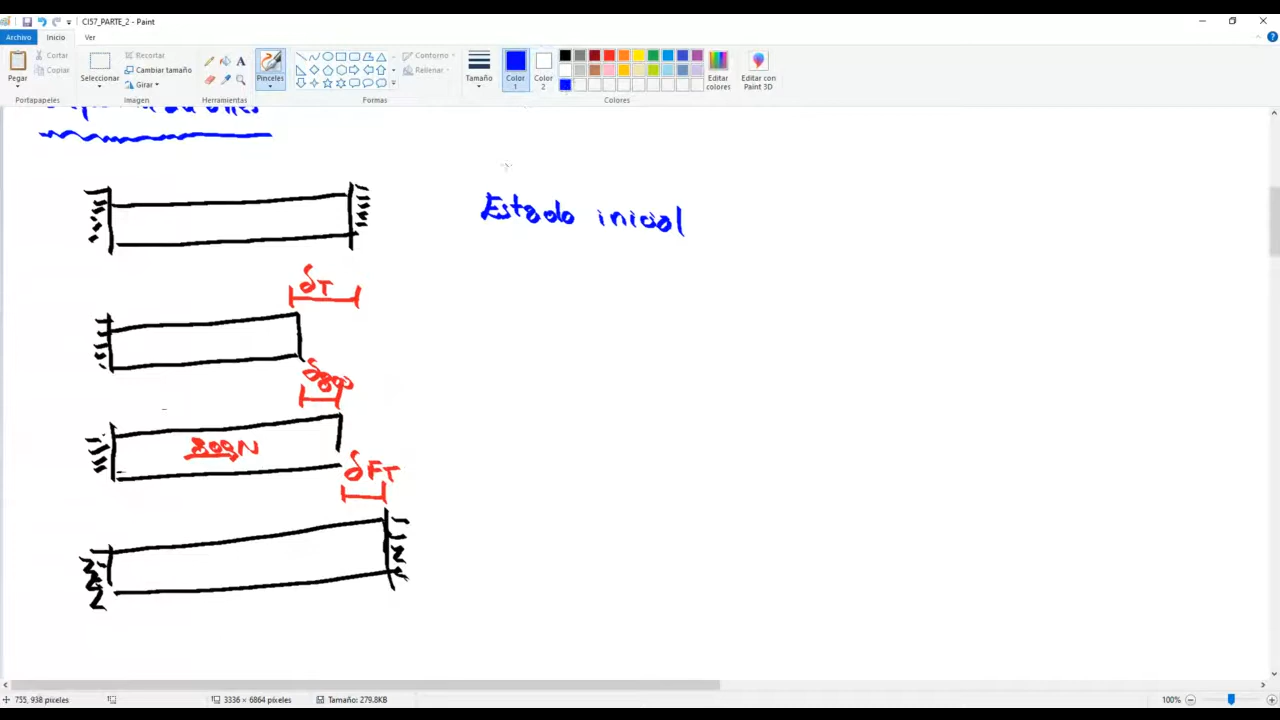 CI57_PARTE_2 - Paint
Archivo Inicio Ver
Pegar
Cortar
Copiar
Portapapeles
Seleccionar
Recortar
Cambiar tamaño
Girar
Imagen
A
Herramientas
Pinceles
Contorno
Rellenar
Formas
Tamaño
Color 1
Color 2
Editar colores
Editar con Paint 3D
Colores
Estado inicial
δT
δ800
800N
δFT
755, 938 píxeles
3336 × 6864 píxeles
Tamaño: 279.8KB
100%